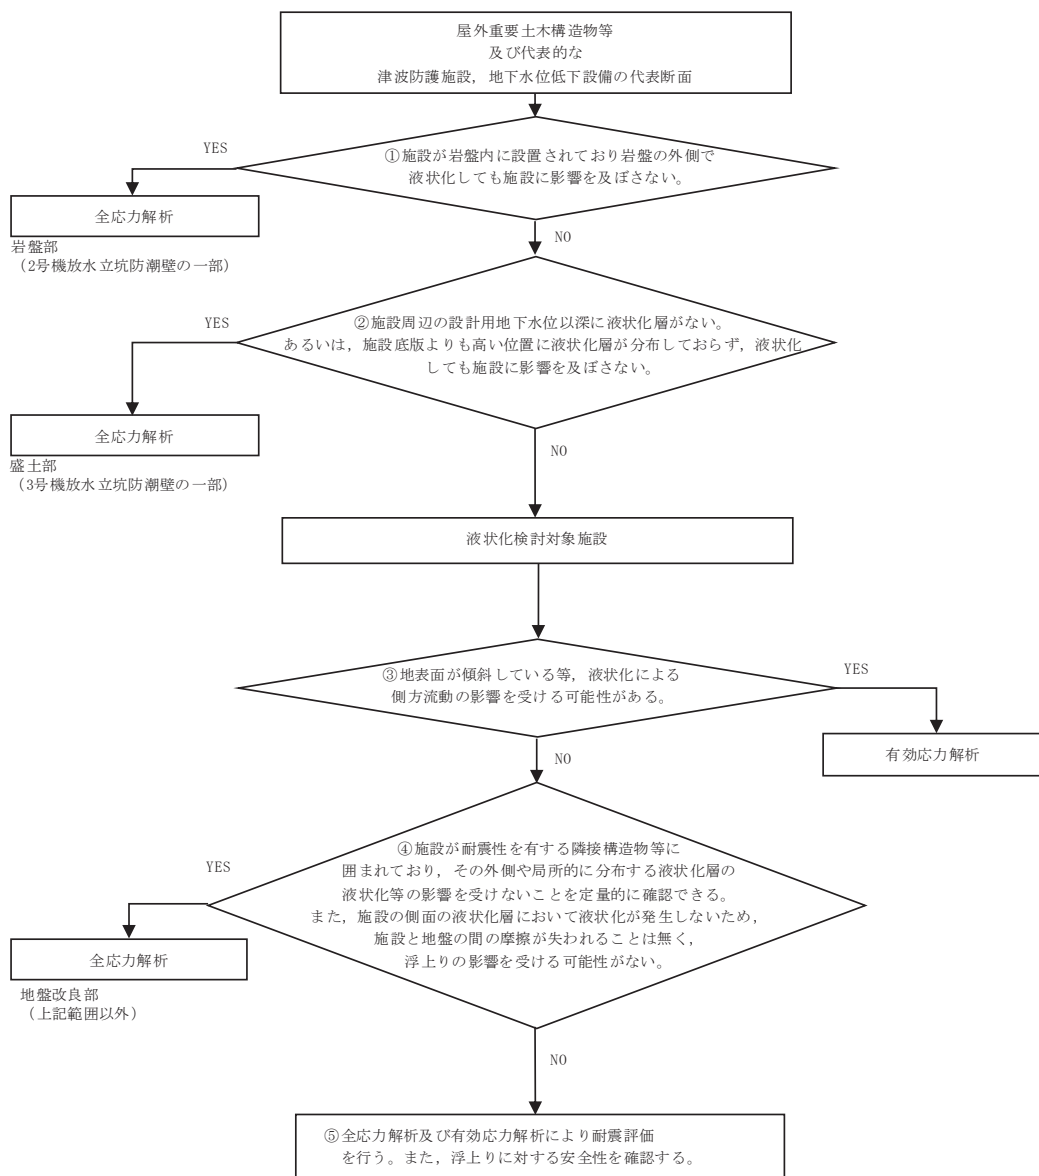 屋外重要土木構造物等
及び代表的な
津波防護施設，地下水位低下設備の代表断面
YES
①施設が岩盤内に設置されており岩盤の外側で
液状化しても施設に影響を及ぼさない。
全応力解析
岩盤部
（2号機放水立坑防潮壁の一部）
NO
YES
②施設周辺の設計用地下水位以深に液状化層がない。
あるいは，施設底版よりも高い位置に液状化層が分布しておらず，液状化
しても施設に影響を及ぼさない。
全応力解析
盛土部
（3号機放水立坑防潮壁の一部）
NO
液状化検討対象施設
③地表面が傾斜している等，液状化による
側方流動の影響を受ける可能性がある。
YES
有効応力解析
NO
YES
④施設が耐震性を有する隣接構造物等に
囲まれており，その外側や局所的に分布する液状化層の
液状化等の影響を受けないことを定量的に確認できる。
また，施設の側面の液状化層において液状化が発生しないため，
施設と地盤の間の摩擦が失われることは無く，
浮上りの影響を受ける可能性がない。
全応力解析
地盤改良部
（上記範囲以外）
NO
⑤全応力解析及び有効応力解析により耐震評価
を行う。また，浮上りに対する安全性を確認する。